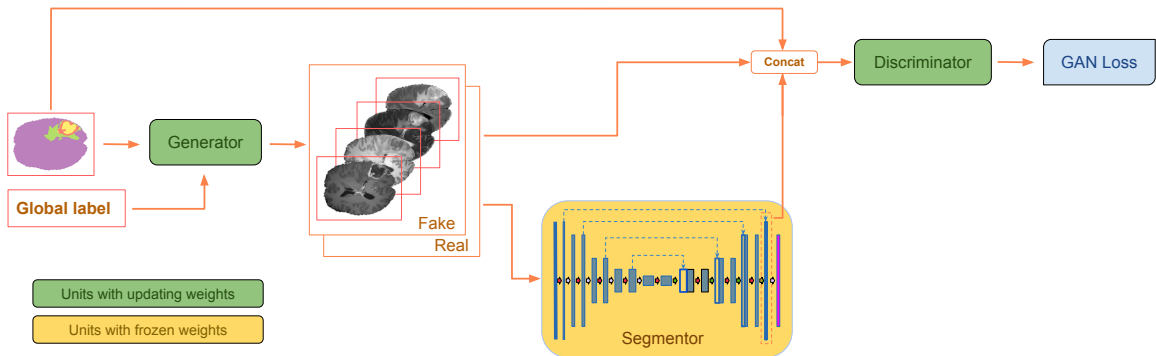 Concat
Discriminator
GAN Loss
Generator
Global label
Fake
Real
Units with updating weights
Units with frozen weights
Segmentor